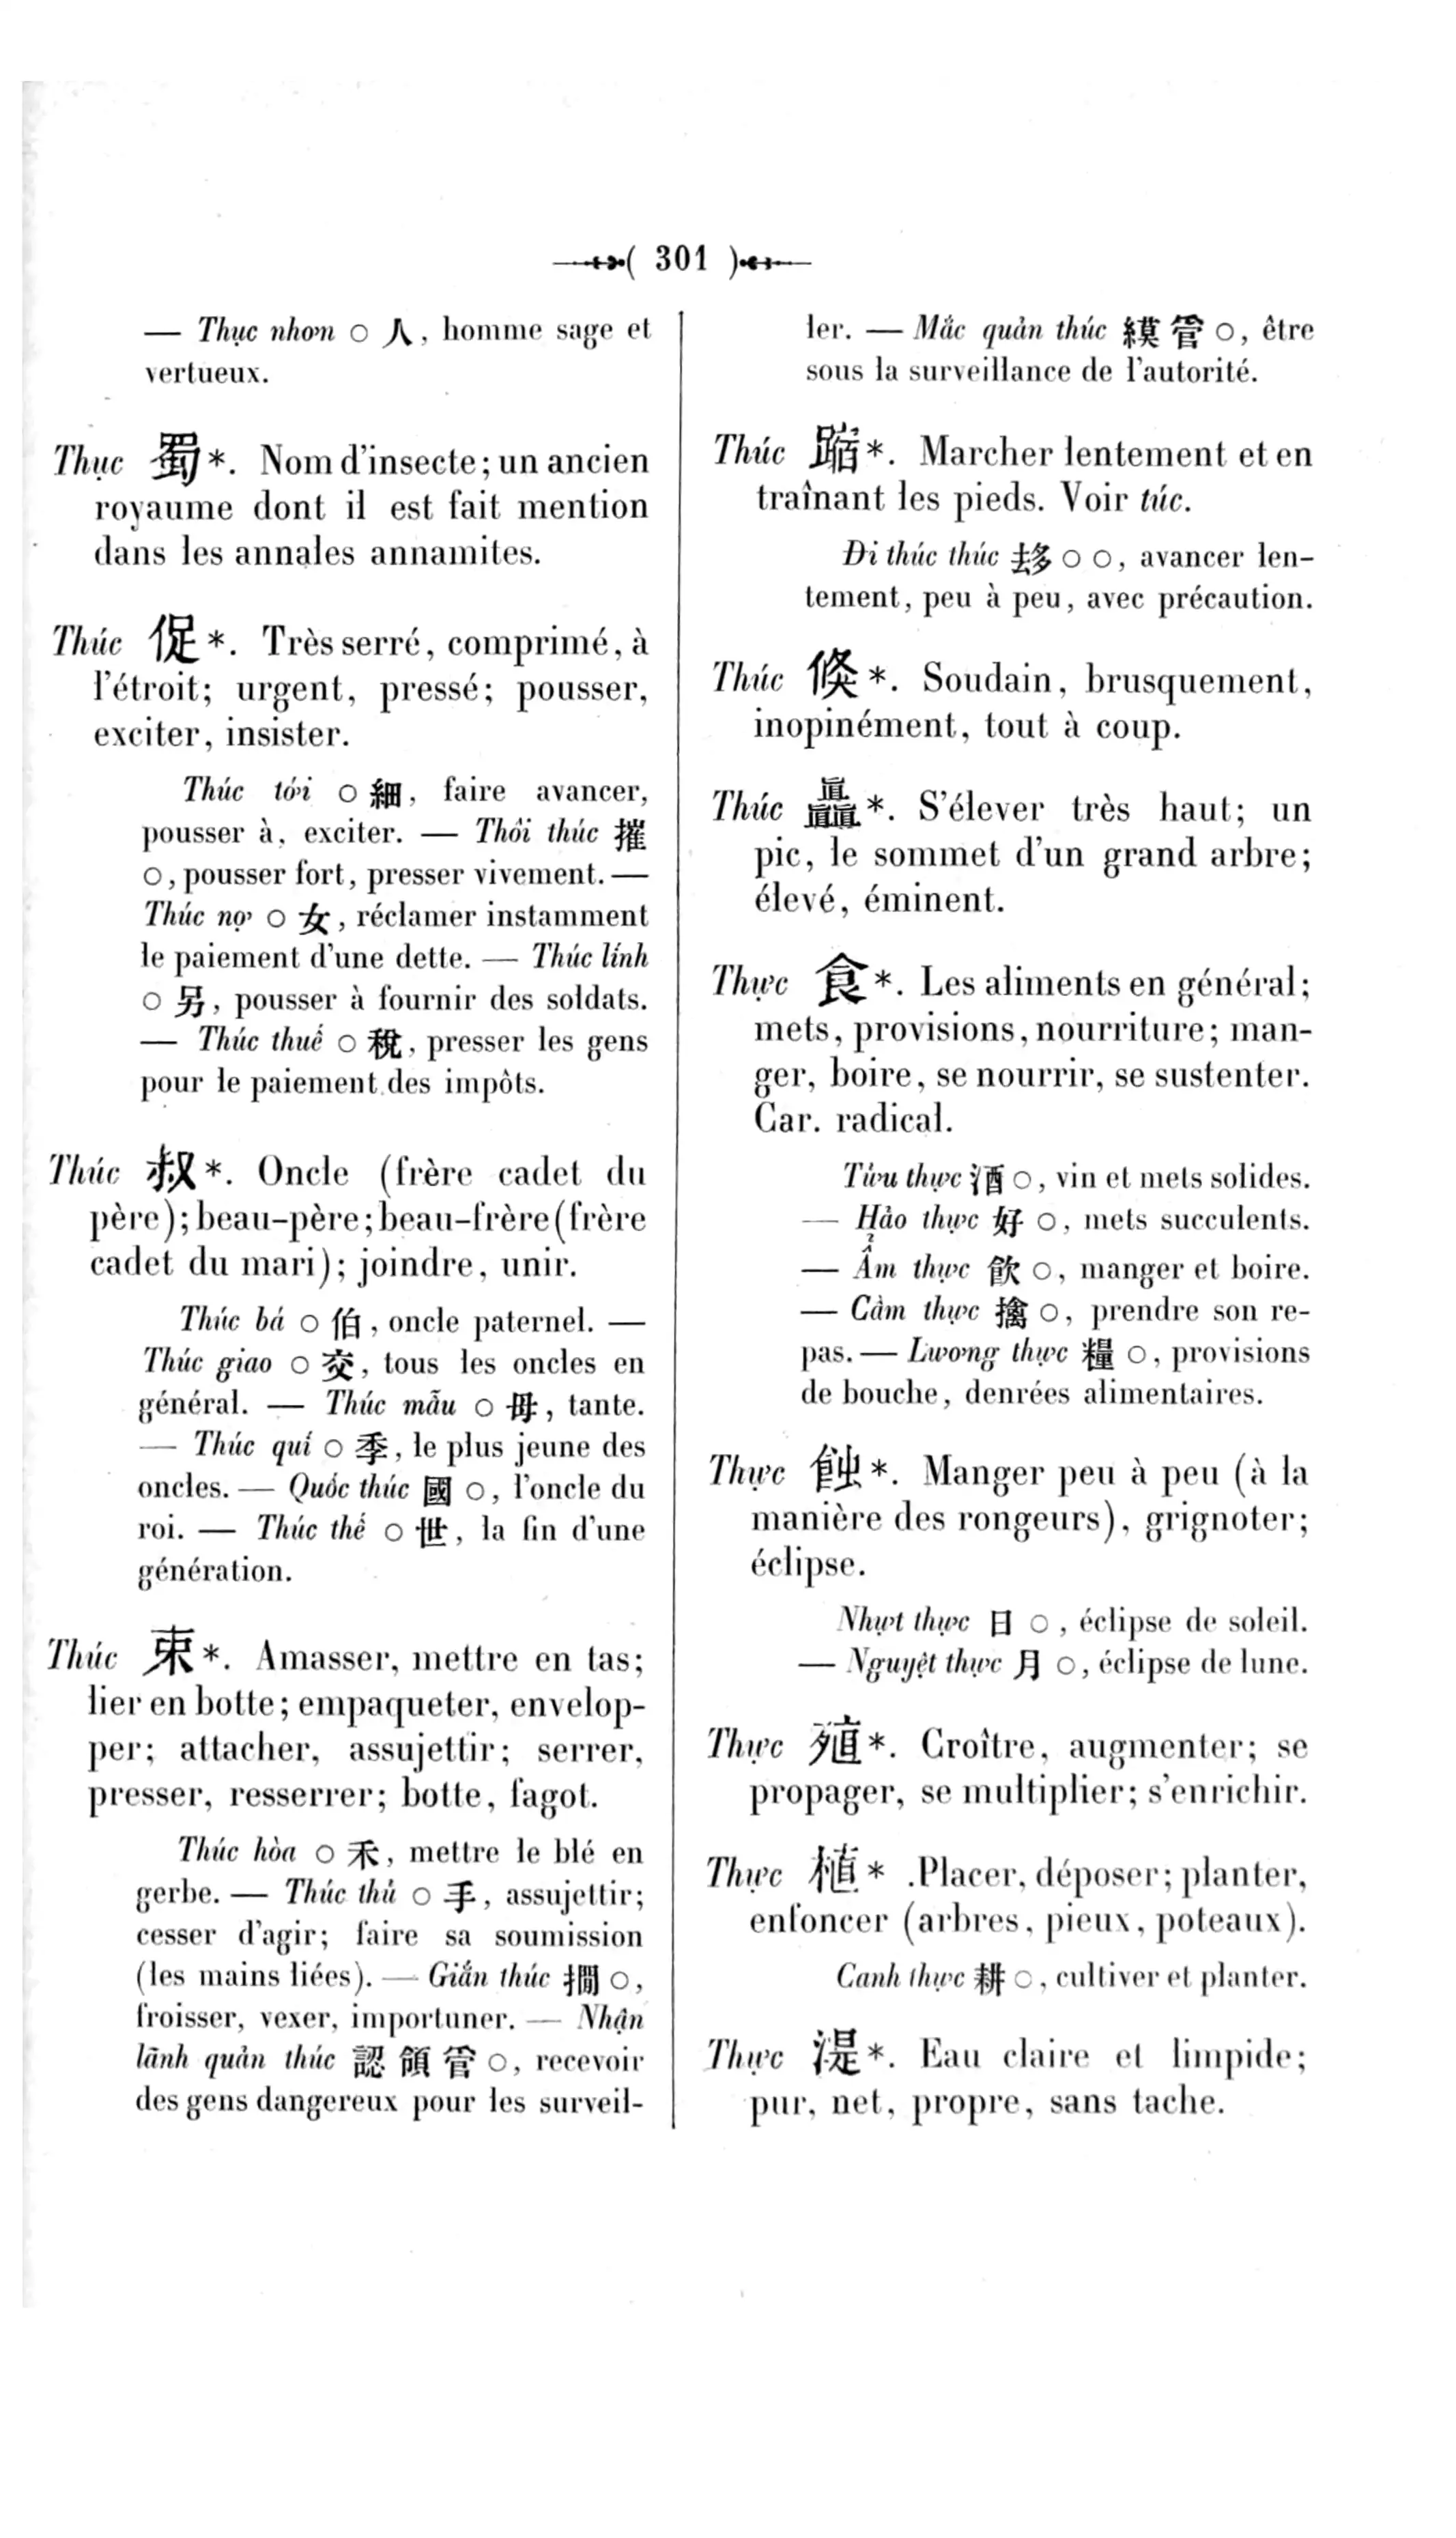 ( 301 )
— Thục nhơn ○ 人, homme sage et
vertueux.
Thục 蜀*. Nom d'insecte; un ancien
royaume dont il est fait mention
dans les annales annamites.
Thúc 促*. Très serré, comprimé, à
l'étroit; urgent, pressé; pousser,
exciter, insister.
Thúc tới ○ 細, faire avancer,
pousser à, exciter. — Thôi thúc 摧
○, pousser fort, presser vivement. —
Thúc nợ ○ 女, réclamer instamment
le paiement d'une dette. — Thúc lính
○ 另, pousser à fournir des soldats.
— Thúc thuế ○ 稅, presser les gens
pour le paiement des impôts.
Thúc 叔*. Oncle (frère cadet du
père); beau-père; beau-frère (frère
cadet du mari); joindre, unir.
Thúc bá ○ 伯, oncle paternel. —
Thúc giao ○ 交, tous les oncles en
général. — Thúc mẫu ○ 母, tante.
— Thúc quí ○ 季, le plus jeune des
oncles. — Quốc thúc 國 ○, l'oncle du
roi. — Thúc thế ○ 世, la fin d'une
génération.
Thúc 束*. Amasser, mettre en tas;
lier en botte; empaqueter, envelop-
per; attacher, assujettir; serrer,
presser, resserrer; botte, fagot.
Thúc hòa ○ 禾, mettre le blé en
gerbe. — Thúc thủ ○ 手, assujettir;
cesser d'agir; faire sa soumission
(les mains liées). — Giắn thúc 撊 ○,
froisser, vexer, importuner. — Nhận
lãnh quản thúc 認 領 管 ○, recevoir
des gens dangereux pour les surveil-
ler. — Mắc quản thúc 縸 管 ○, être
sous la surveillance de l'autorité.
Thúc 蹜*. Marcher lentement et en
traînant les pieds. Voir túc.
Đi thúc thúc 𠫾 ○ ○, avancer len-
tement, peu à peu, avec précaution.
Thúc 倐*. Soudain, brusquement,
inopinément, tout à coup.
Thúc 矗*. S'élever très haut; un
pic, le sommet d'un grand arbre;
élevé, éminent.
Thực 食*. Les aliments en général;
mets, provisions, nourriture; man-
ger, boire, se nourrir, se sustenter.
Car. radical.
Tửu thực 酒 ○, vin et mets solides.
— Hảo thực 好 ○, mets succulents.
— Ẩm thực 飲 ○, manger et boire.
— Cầm thực 擒 ○, prendre son re-
pas. — Lương thực 糧 ○, provisions
de bouche, denrées alimentaires.
Thực 蝕*. Manger peu à peu (à la
manière des rongeurs), grignoter;
éclipse.
Nhựt thực 日 ○, éclipse de soleil.
— Nguyệt thực 月 ○, éclipse de lune.
Thực 殖*. Croître, augmenter; se
propager, se multiplier; s'enrichir.
Thực 植* .Placer, déposer; planter,
enfoncer (arbres, pieux, poteaux).
Canh thực 耕 ○, cultiver et planter.
Thực 湜*. Eau claire et limpide;
pur, net, propre, sans tache.